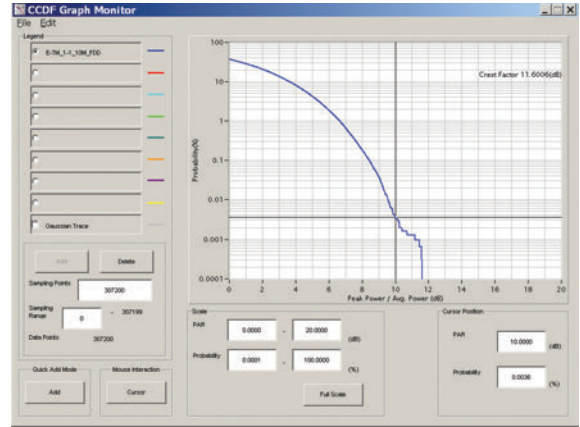 CCDF Graph Monitor
File Edit
Legend
E-TM_1-1_10M_FDD
Gaussian Trace
Add Delete
Sampling Points 307200
Sampling Range 0 - 307199
Data Points 307200
Quick Add Mode
Add
Mouse Interaction
Cursor
Probability(%)
100
10
1
0.1
0.01
0.001
0.0001
Crest Factor 11.6006(dB)
0 2 4 6 8 10 12 14 16 18 20
Peak Power / Avg. Power (dB)
Scale
PAR 0.0000 - 20.0000 (dB)
Probability 0.0001 - 100.0000 (%)
Full Scale
Cursor Position
PAR 10.0000 (dB)
Probability 0.0036 (%)